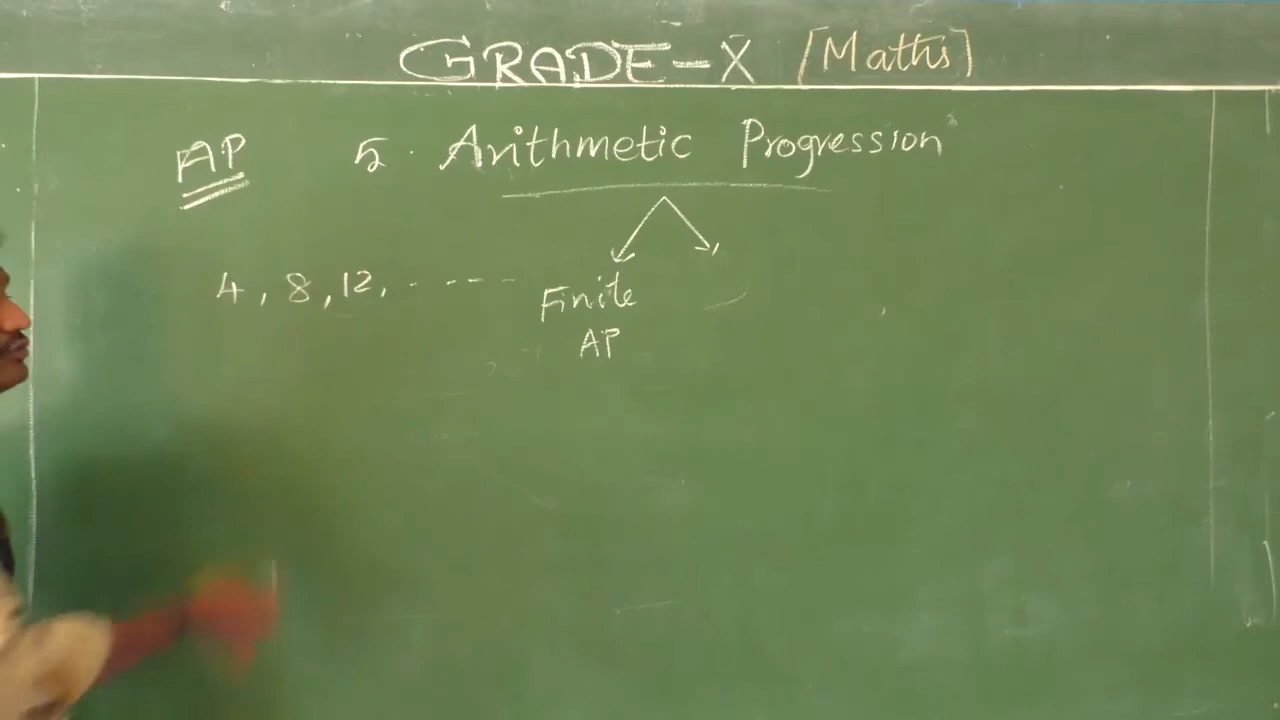 GRADE-X [Maths]
AP 5. Arithmetic Progression
4, 8, 12, - - - - -
Finite
AP